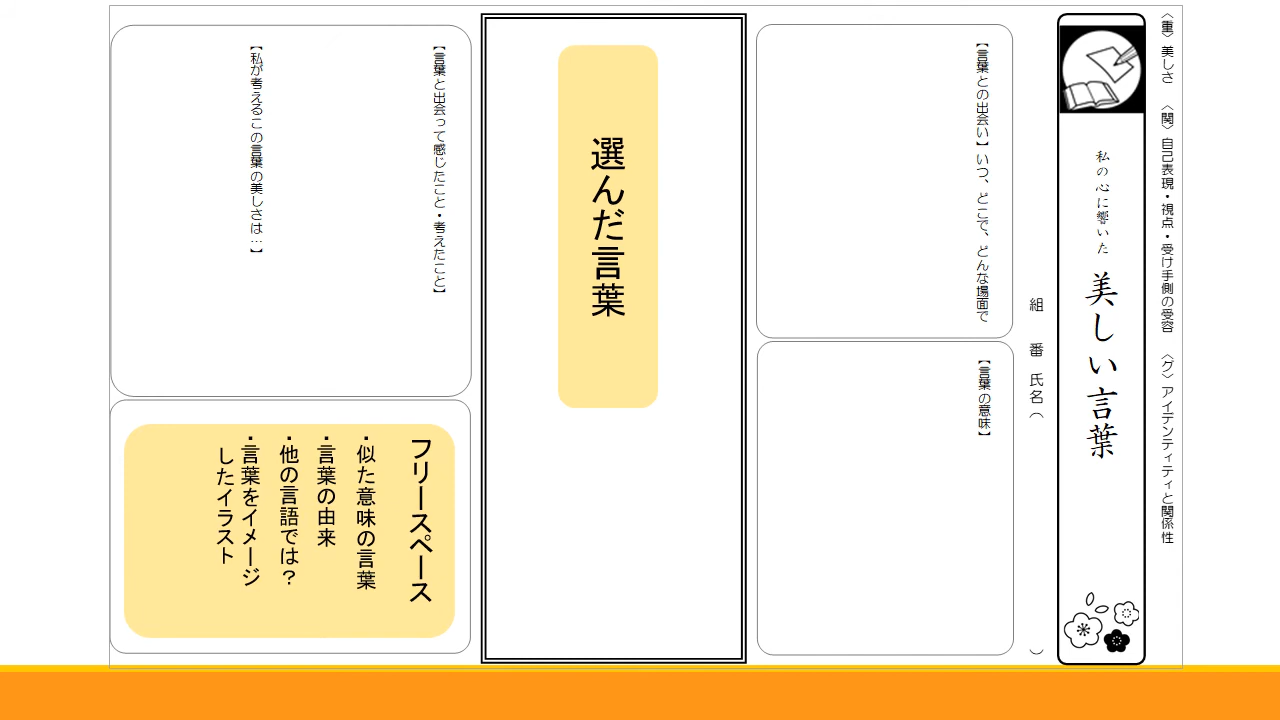 〈重〉美しさ　〈関〉自己表現・視点・受け手側の受容　〈グ〉アイデンティティと関係性
私の心に響いた 美しい言葉
組　番　氏名（　）
【言葉との出会い】いつ、どこで、どんな場面で
【言葉の意味】
選んだ言葉
【言葉と出会って感じたこと・考えたこと】
【私が考えるこの言葉の美しさは…】
フリースペース
・似た意味の言葉
・言葉の由来
・他の言語では？
・言葉をイメージ
したイラスト